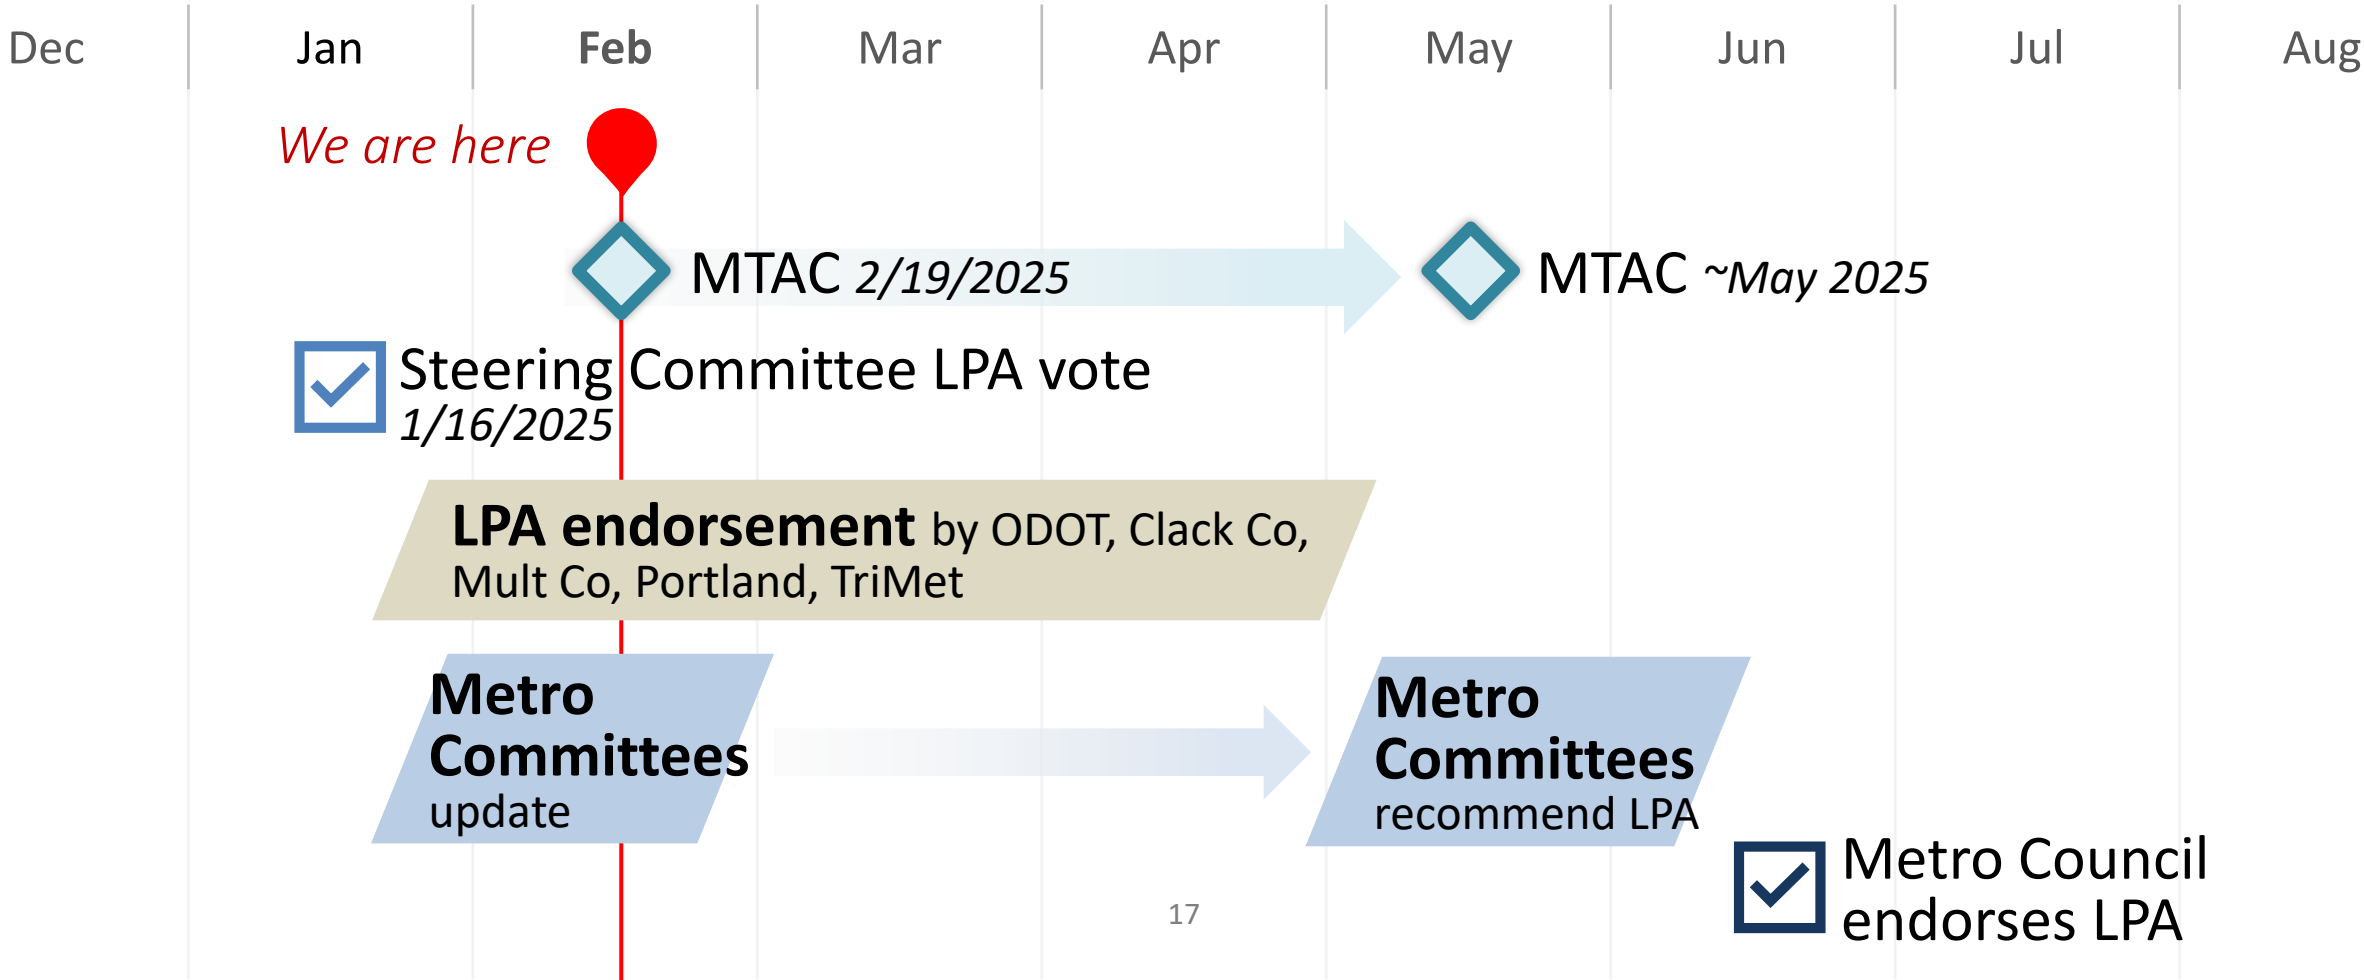 Dec Jan Feb Mar Apr May Jun Jul Aug
We are here
MTAC 2/19/2025
MTAC ~May 2025
Steering Committee LPA vote
1/16/2025
LPA endorsement by ODOT, Clack Co,
Mult Co, Portland, TriMet
Metro
Committees
update
Metro
Committees
recommend LPA
Metro Council
endorses LPA
17